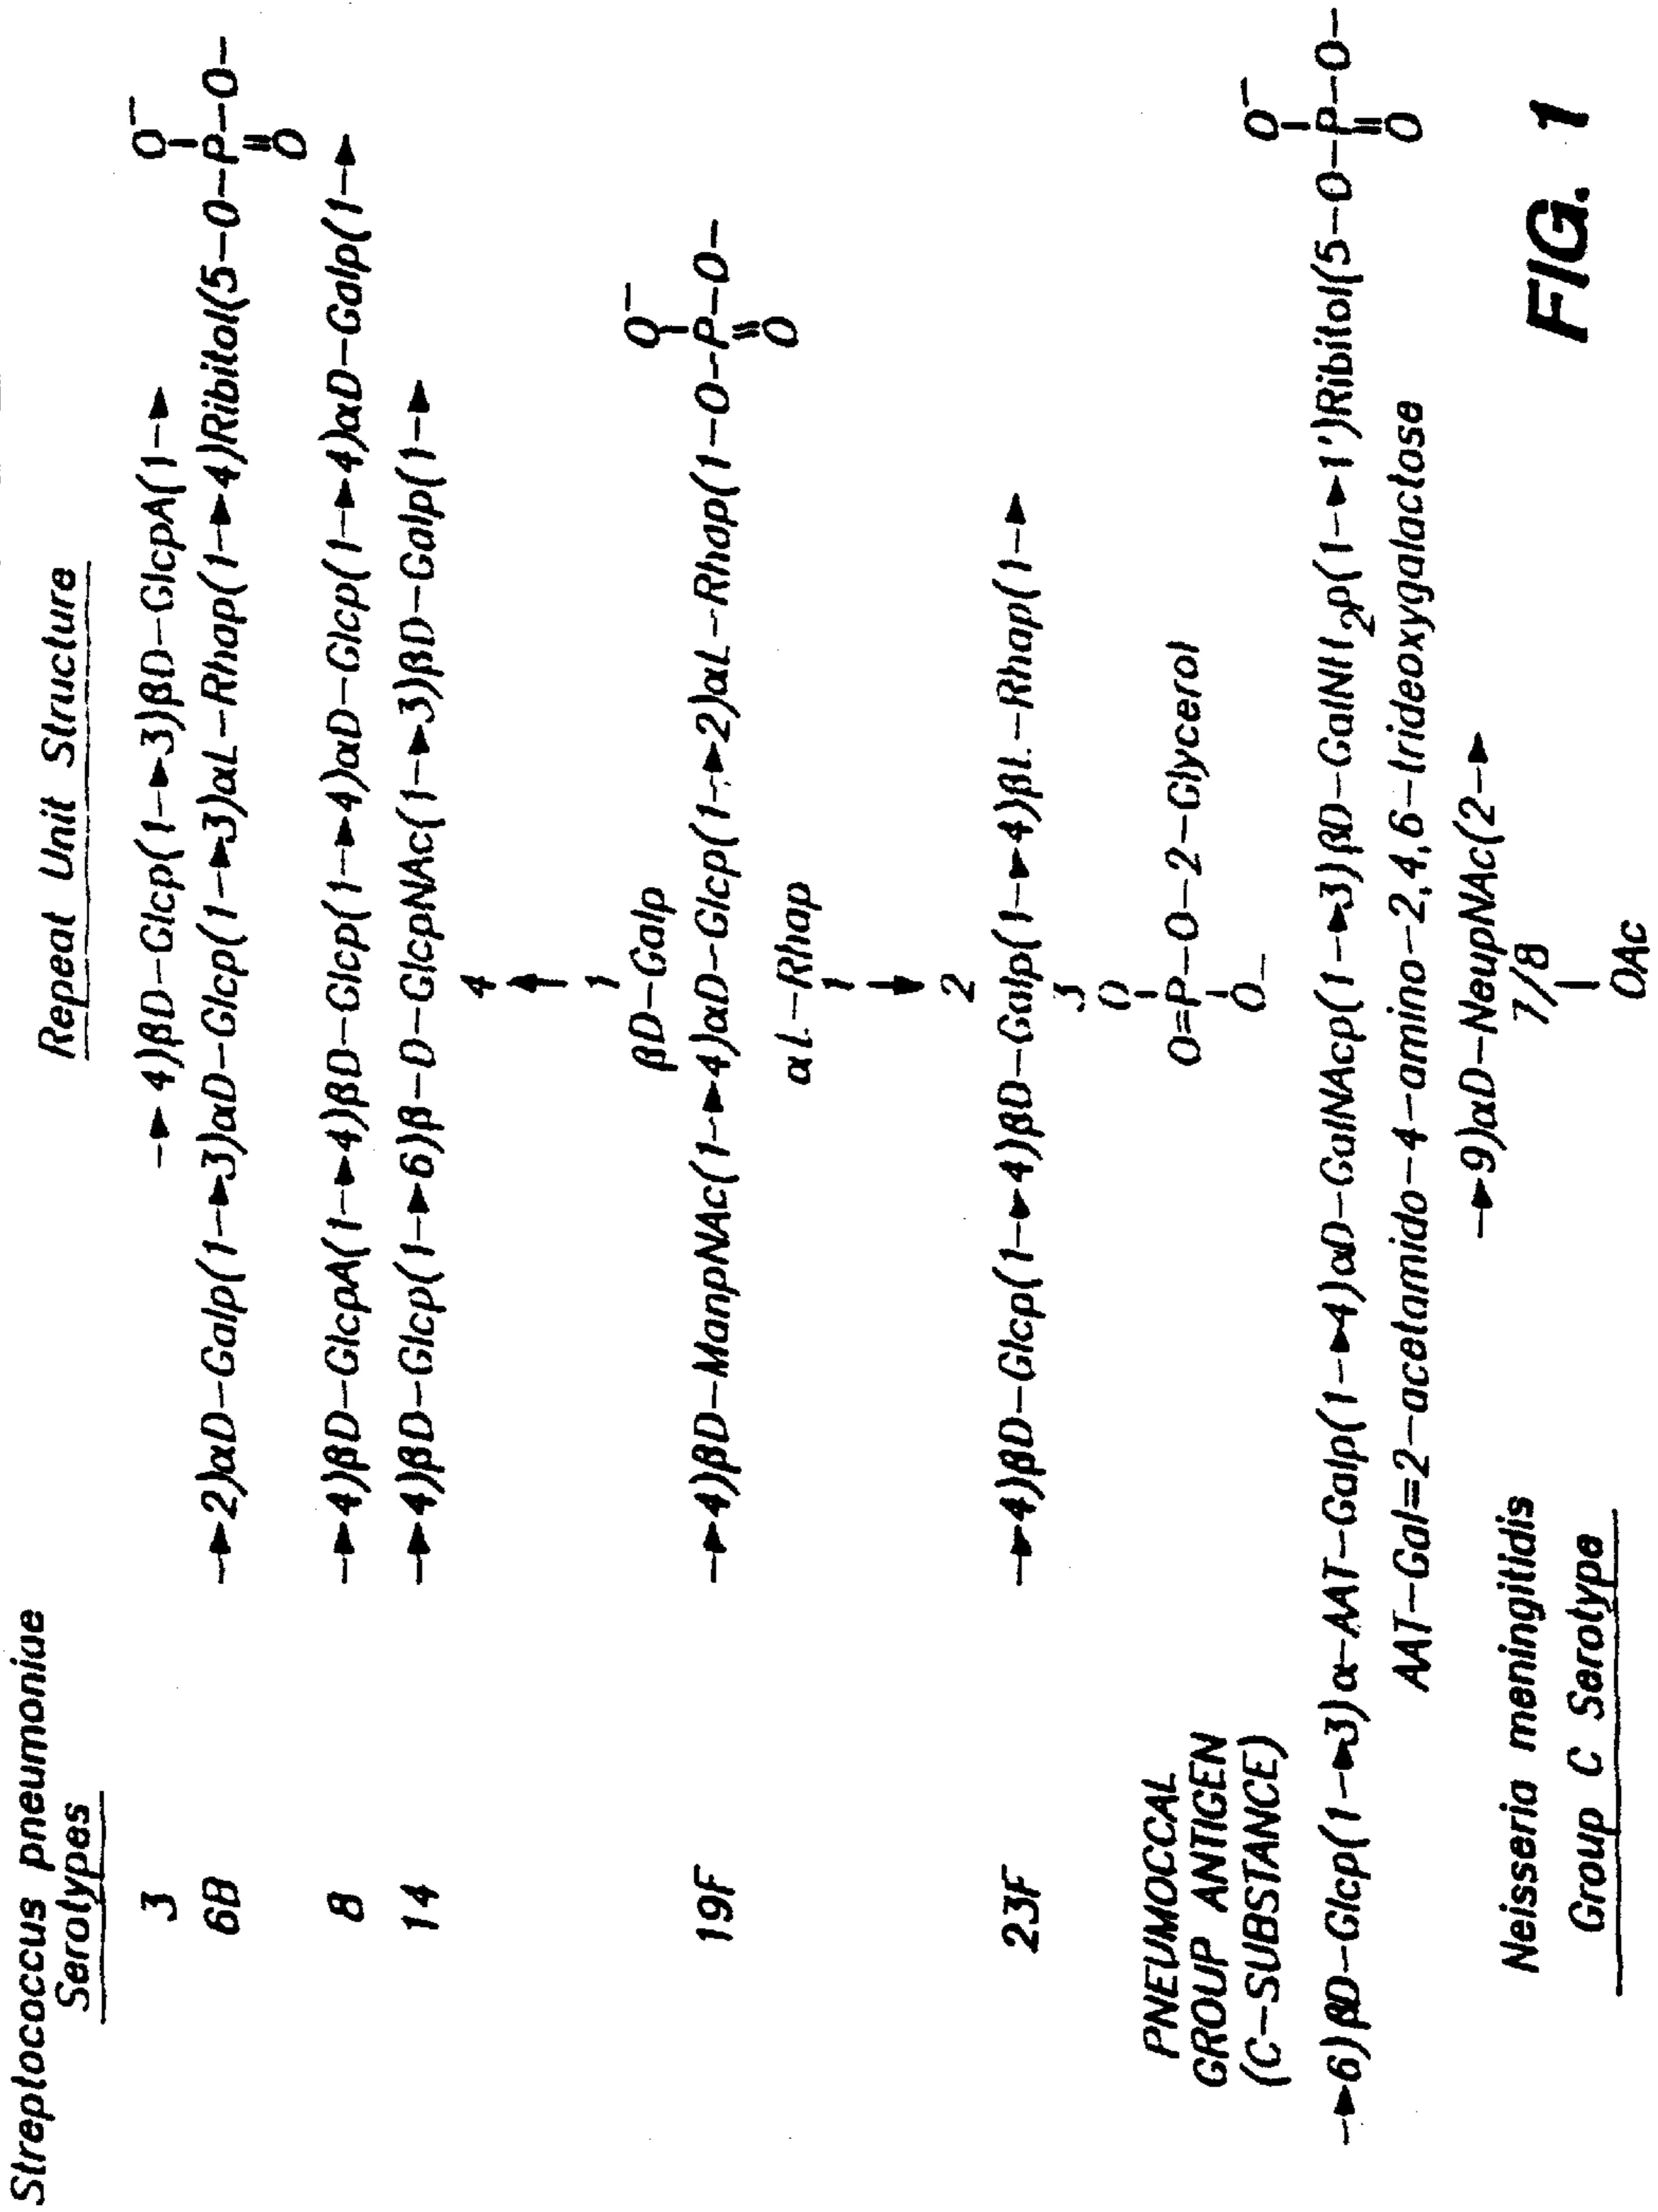 Streptococcus pneumoniae
Serotypes
Repeat Unit Structure
3
→4)βD-Glcp(1→3)βD-GlcpA(1→
6B
→2)αD-Galp(1→3)αD-Glcp(1→3)αL-Rhap(1→4)Ribitol(5-O-P-O-
O⁻
O
8
→4)βD-GlcpA(1→4)βD-Glcp(1→4)αD-Glcp(1→4)αD-Galp(1→
14
→4)βD-Glcp(1→6)β-D-GlcpNAc(1→3)βD-Galp(1→
4
↑
1
βD-Galp
19F
→4)βD-ManpNAc(1→4)αD-Glcp(1→2)αL-Rhap(1-O-P-O-
O⁻
O
αL-Rhap
1
↓
2
23F
→4)βD-Glcp(1→4)βD-Galp(1→4)βL-Rhap(1→
3
O
O=P-O-2-Glycerol
O⁻
PNEUMOCCAL
GROUP ANTIGEN
(C-SUBSTANCE)
→6)βD-Glcp(1→3)α-AAT-Galp(1→4)αD-GalNAcp(1→3)βD-GalNH₂p(1→1')Ribitol(5-O-P-O-
O⁻
O
AAT-Gal=2-acetamido-4-amino-2,4,6-trideoxygalactose
Neisseria meningitidis
Group C Serotype
→9)αD-NeupNAc(2→
7/8
OAc
FIG. 1